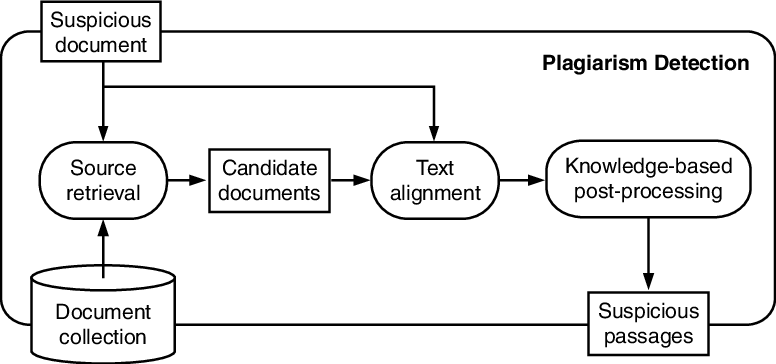 Suspicious
document
Plagiarism Detection
Source
retrieval
Candidate
documents
Text
alignment
Knowledge-based
post-processing
Document
collection
Suspicious
passages